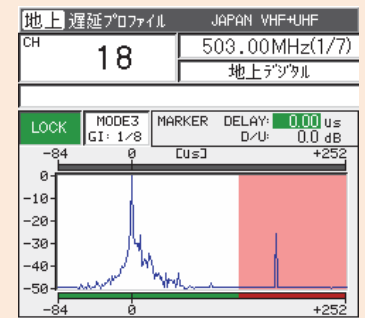 地上 遅延ﾌﾟﾛﾌｧｲﾙ JAPAN VHF+UHF
CH 18 503.00MHz(1/7)
地上ﾃﾞｼﾞﾀﾙ
LOCK MODE3 GI: 1/8 MARKER DELAY: 0.00 us
D/U: 0.0 dB
-84 0 [us] +252
0
-10
-20
-30
-40
-50
-84 0 +252